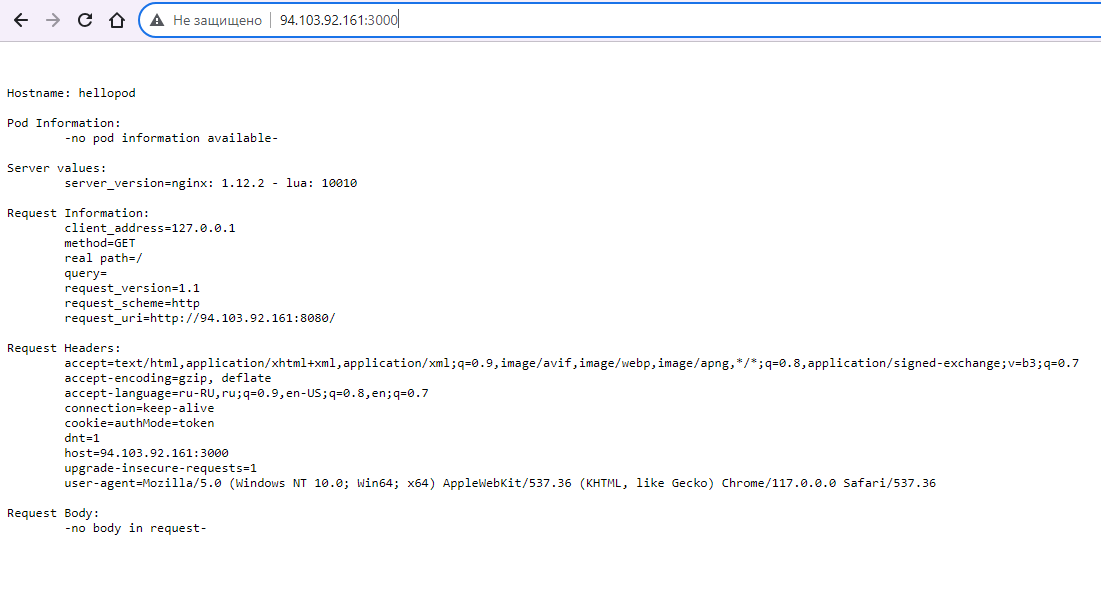 Не защищено 94.103.92.161:3000
Hostname: hellopod
Pod Information:
-no pod information available-
Server values:
server_version=nginx: 1.12.2 - lua: 10010
Request Information:
client_address=127.0.0.1
method=GET
real path=/
query=
request_version=1.1
request_scheme=http
request_uri=http://94.103.92.161:8080/
Request Headers:
accept=text/html,application/xhtml+xml,application/xml;q=0.9,image/avif,image/webp,image/apng,*/*;q=0.8,application/signed-exchange;v=b3;q=0.7
accept-encoding=gzip, deflate
accept-language=ru-RU,ru;q=0.9,en-US;q=0.8,en;q=0.7
connection=keep-alive
cookie=authMode=token
dnt=1
host=94.103.92.161:3000
upgrade-insecure-requests=1
user-agent=Mozilla/5.0 (Windows NT 10.0; Win64; x64) AppleWebKit/537.36 (KHTML, like Gecko) Chrome/117.0.0.0 Safari/537.36
Request Body:
-no body in request-